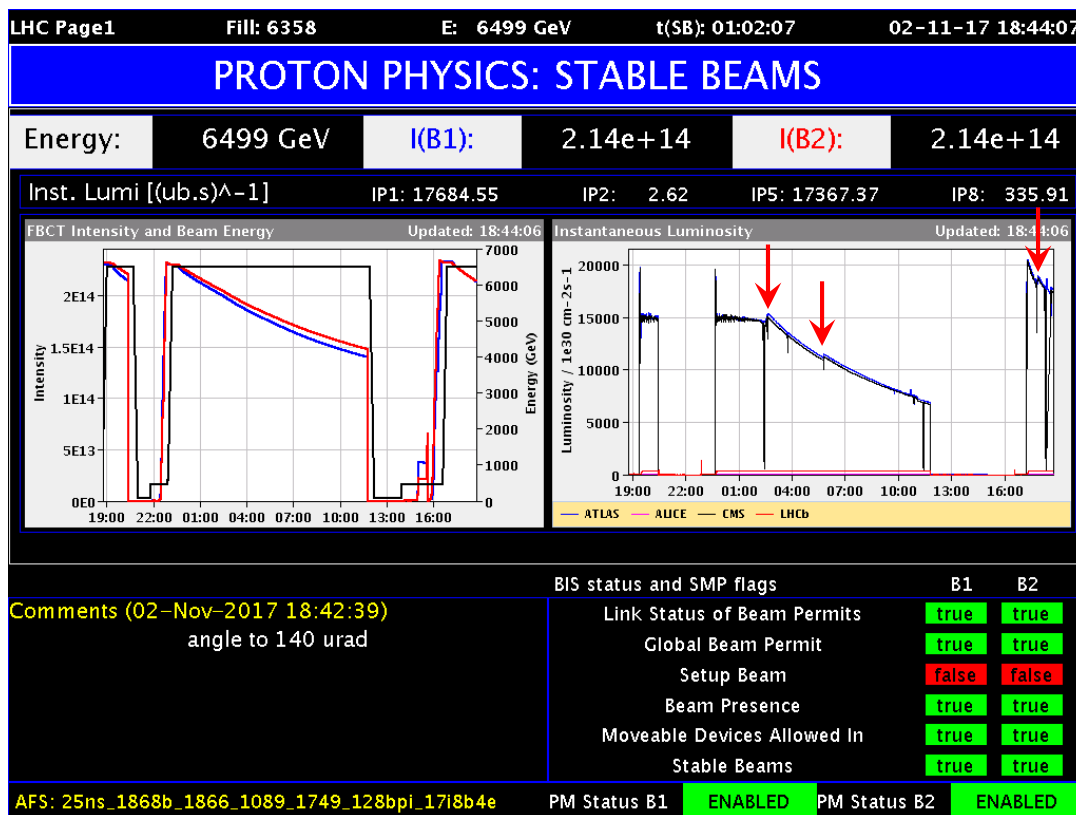 LHC Page1 Fill: 6358 E: 6499 GeV t(SB): 01:02:07 02-11-17 18:44:07
PROTON PHYSICS: STABLE BEAMS
Energy: 6499 GeV I(B1): 2.14e+14 I(B2): 2.14e+14
Inst. Lumi [(ub.s)^-1] IP1: 17684.55 IP2: 2.62 IP5: 17367.37 IP8: 335.91
FBCT Intensity and Beam Energy Updated: 18:44:06
Intensity
2E14
1.5E14
1E14
5E13
0E0
7000
6000
5000
4000
3000
2000
1000
0
Energy (GeV)
19:00 22:00 01:00 04:00 07:00 10:00 13:00 16:00
Instantaneous Luminosity Updated: 18:44:06
Luminosity / 1e30 cm-2s-1
20000
15000
10000
5000
0
19:00 22:00 01:00 04:00 07:00 10:00 13:00 16:00
ATLAS ALICE CMS LHCb
Comments (02-Nov-2017 18:42:39)
angle to 140 urad
BIS status and SMP flags B1 B2
Link Status of Beam Permits true true
Global Beam Permit true true
Setup Beam false false
Beam Presence true true
Moveable Devices Allowed In true true
Stable Beams true true
AFS: 25ns_1868b_1866_1089_1749_128bpi_17i8b4e PM Status B1 ENABLED PM Status B2 ENABLED